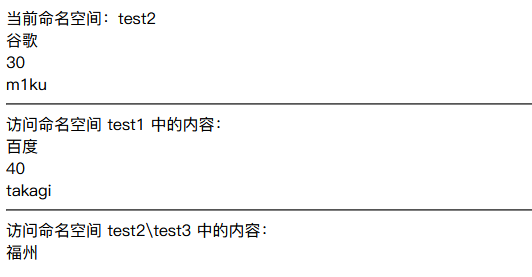 当前命名空间：test2
谷歌
30
m1ku
访问命名空间 test1 中的内容：
百度
40
takagi
访问命名空间 test2\test3 中的内容：
福州